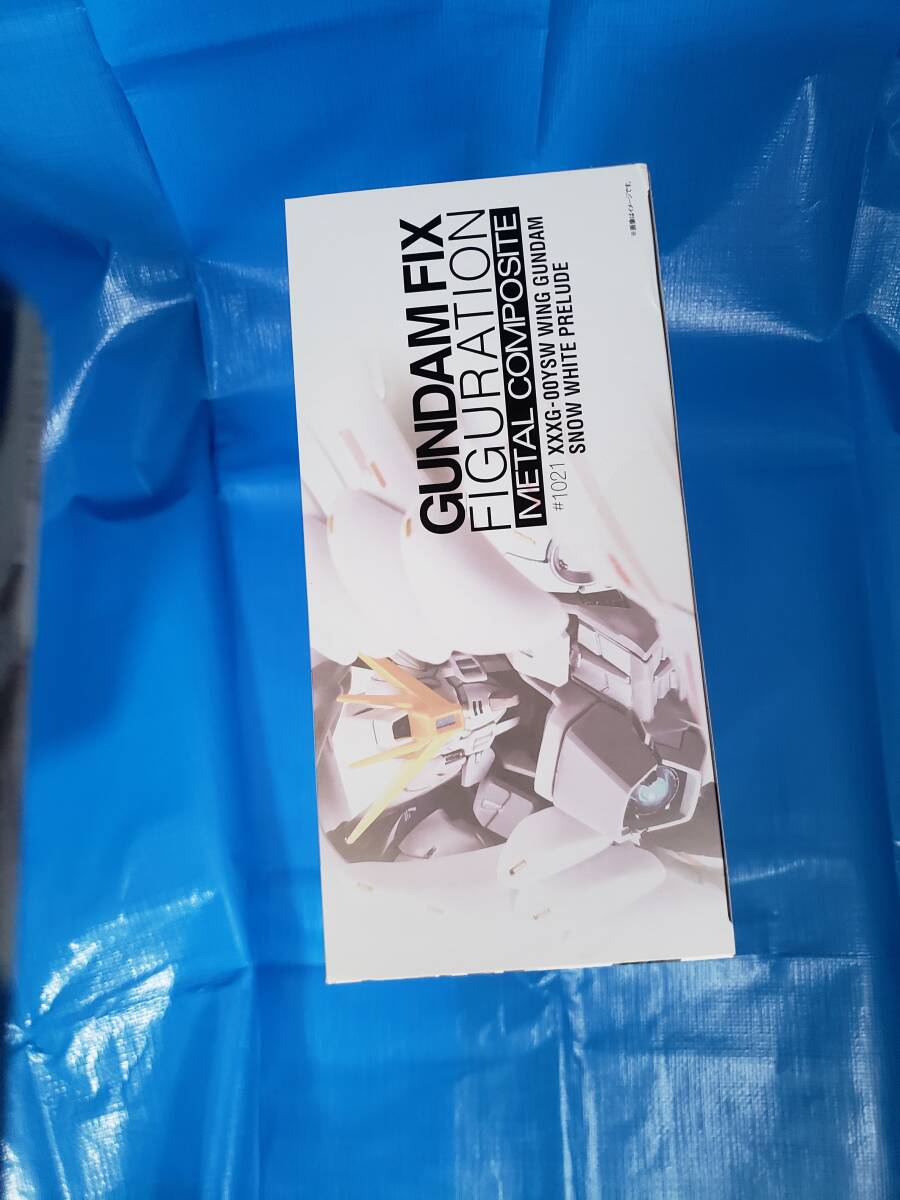 GUNDAM FIX
FIGURATION
METAL COMPOSITE
#1021 XXXG-00YSW WING GUNDAM
SNOW WHITE PRELUDE
※画像はイメージです。